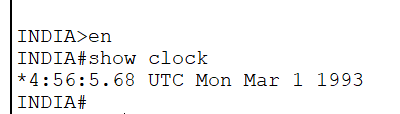 INDIA>en
INDIA#show clock
*4:56:5.68 UTC Mon Mar 1 1993
INDIA#